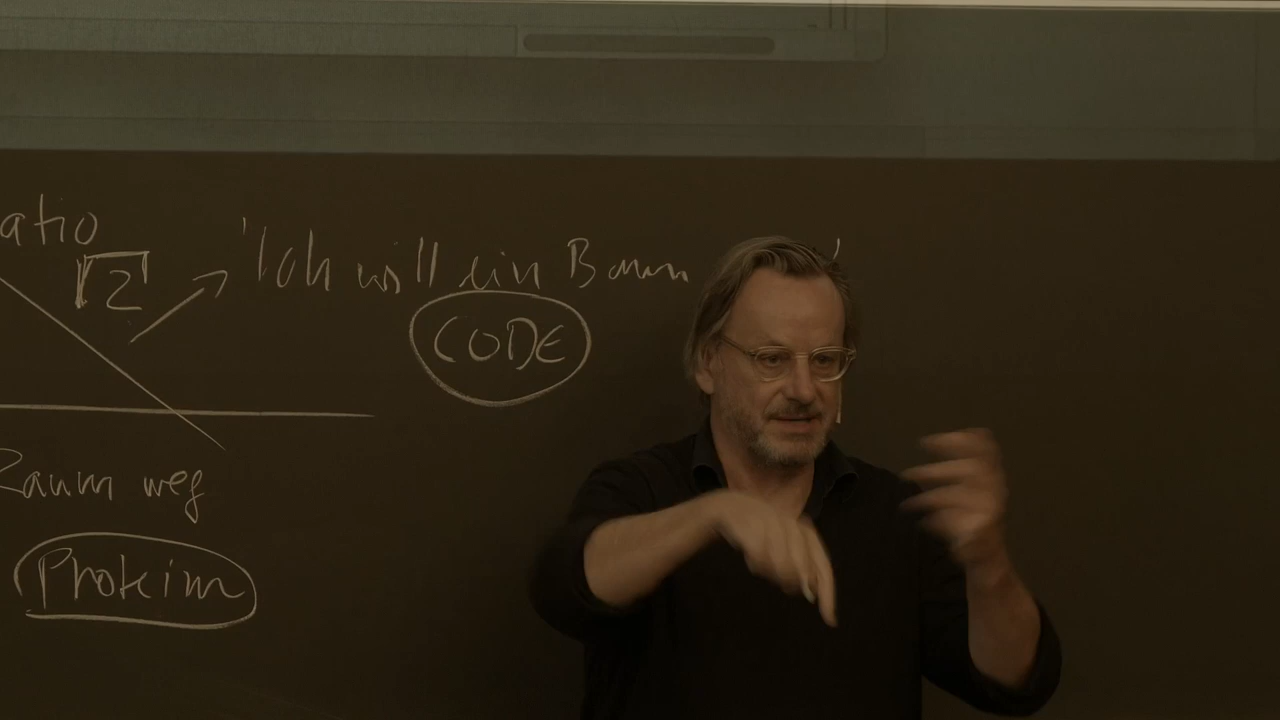 atio
√2
'Ich will ein Baum
CODE
Raum weg
Protein